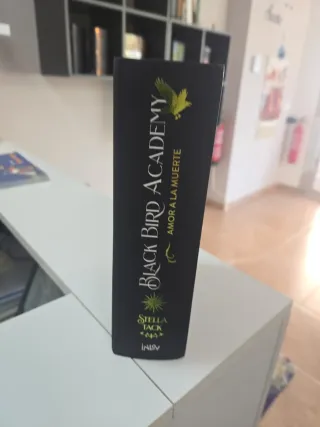 BLACK BIRD ACADEMY
AMOR A LA MUERTE
STELLA
TACK